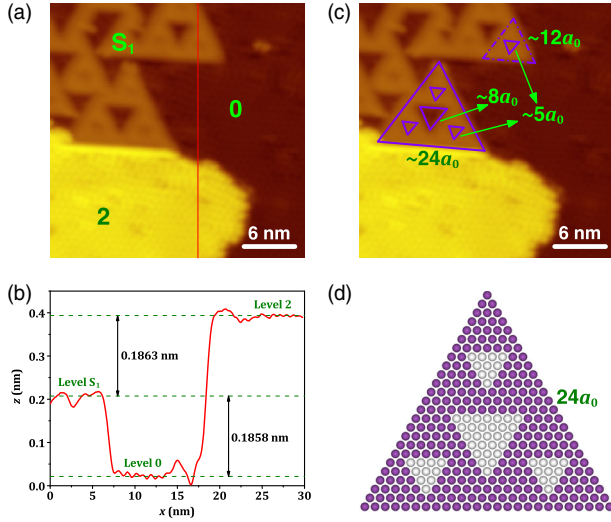 (a)
S₁
0
2
6 nm
(c)
~12a₀
~8a₀
~5a₀
~24a₀
6 nm
(b)
Level 2
0.1863 nm
Level S₁
0.1858 nm
Level 0
z (nm)
0.4
0.3
0.2
0.1
0.0
0 5 10 15 20 25 30
x (nm)
(d)
24a₀